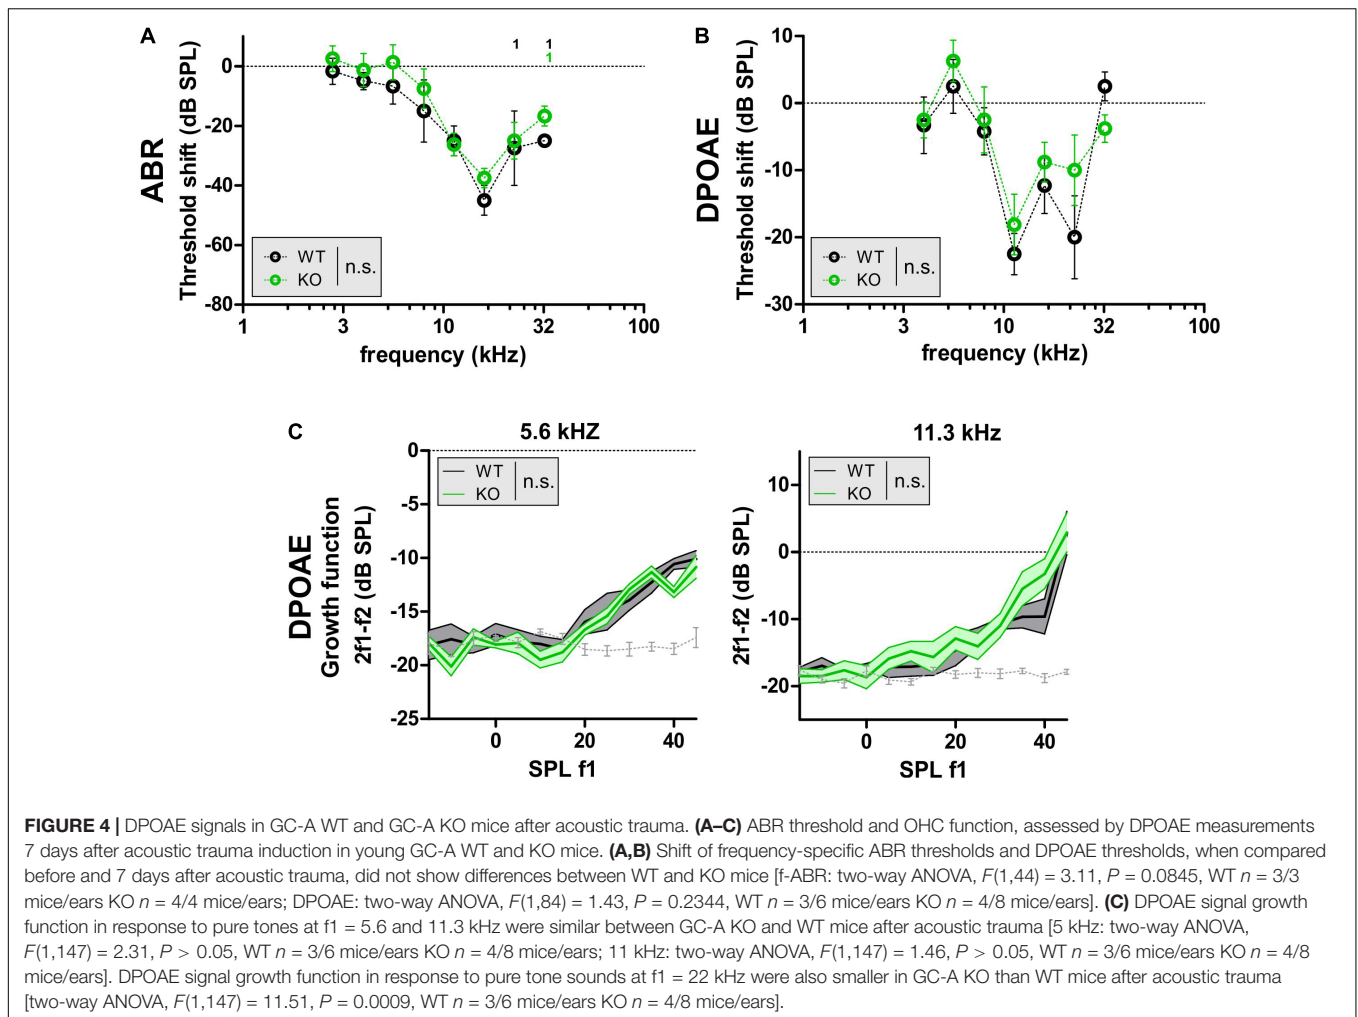 A
B
1 1
1
0
-20
-40
-60
-80
ABR
Threshold shift (dB SPL)
WT
KO
n.s.
1 3 10 32 100
frequency (kHz)
10
0
-10
-20
-30
DPOAE
Threshold shift (dB SPL)
WT
KO
n.s.
1 3 10 32 100
frequency (kHz)
C
5.6 kHZ
0
-5
-10
-15
-20
-25
DPOAE
Growth function
2f1-f2 (dB SPL)
WT
KO
n.s.
0 20 40
SPL f1
11.3 kHz
10
0
-10
-20
2f1-f2 (dB SPL)
WT
KO
n.s.
0 20 40
SPL f1
FIGURE 4 | DPOAE signals in GC-A WT and GC-A KO mice after acoustic trauma. (A–C) ABR threshold and OHC function, assessed by DPOAE measurements
7 days after acoustic trauma induction in young GC-A WT and KO mice. (A,B) Shift of frequency-specific ABR thresholds and DPOAE thresholds, when compared
before and 7 days after acoustic trauma, did not show differences between WT and KO mice [f-ABR: two-way ANOVA, F(1,44) = 3.11, P = 0.0845, WT n = 3/3
mice/ears KO n = 4/4 mice/ears; DPOAE: two-way ANOVA, F(1,84) = 1.43, P = 0.2344, WT n = 3/6 mice/ears KO n = 4/8 mice/ears]. (C) DPOAE signal growth
function in response to pure tones at f1 = 5.6 and 11.3 kHz were similar between GC-A KO and WT mice after acoustic trauma [5 kHz: two-way ANOVA,
F(1,147) = 2.31, P > 0.05, WT n = 3/6 mice/ears KO n = 4/8 mice/ears; 11 kHz: two-way ANOVA, F(1,147) = 1.46, P > 0.05, WT n = 3/6 mice/ears KO n = 4/8
mice/ears]. DPOAE signal growth function in response to pure tone sounds at f1 = 22 kHz were also smaller in GC-A KO than WT mice after acoustic trauma
[two-way ANOVA, F(1,147) = 11.51, P = 0.0009, WT n = 3/6 mice/ears KO n = 4/8 mice/ears].